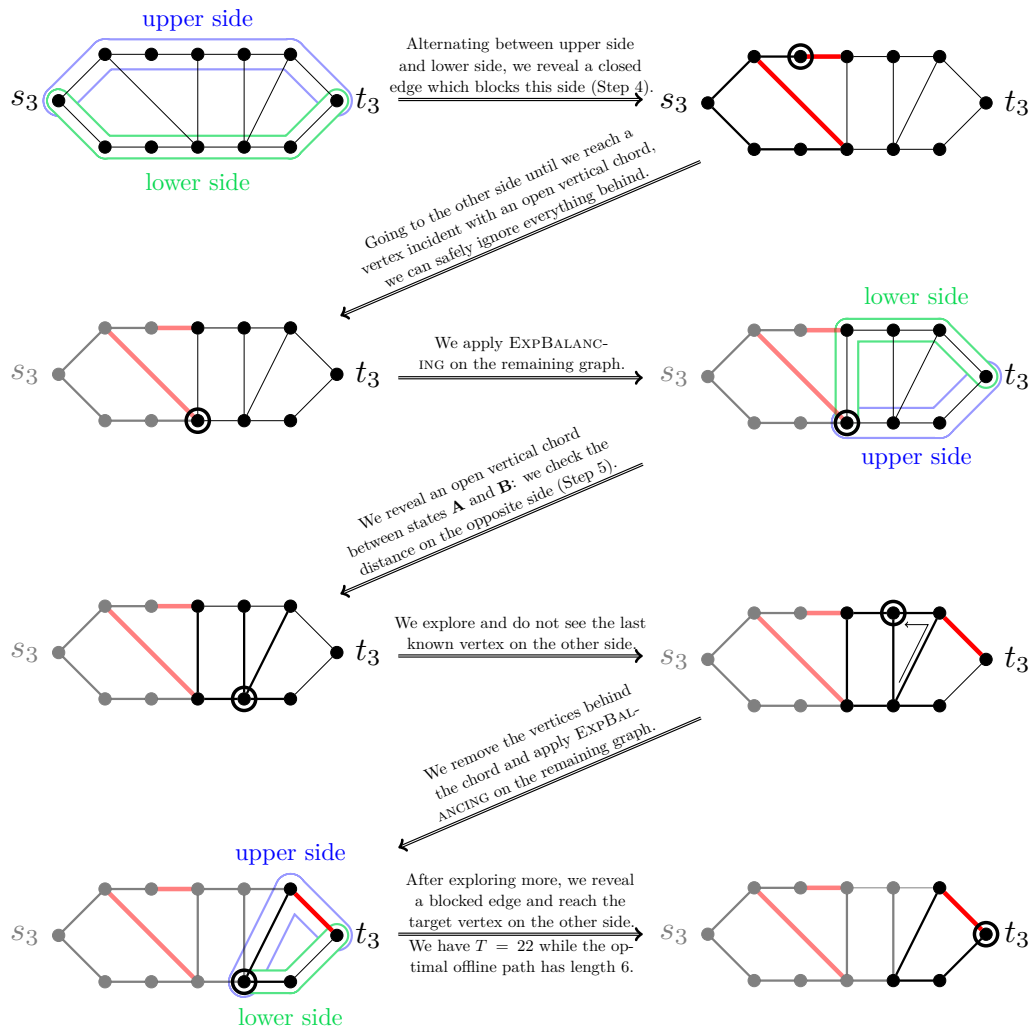 upper side
s₃
t₃
lower side
Alternating between upper side
and lower side, we reveal a closed
edge which blocks this side (Step 4).
s₃
t₃
Going to the other side until we reach a
vertex incident with an open vertical chord,
we can safely ignore everything behind.
s₃
t₃
We apply EXPBALANC-
ING on the remaining graph.
lower side
s₃
t₃
upper side
We reveal an open vertical chord
between states A and B: we check the
distance on the opposite side (Step 5).
s₃
t₃
We explore and do not see the last
known vertex on the other side.
s₃
t₃
We remove the vertices behind
the chord and apply EXPBAL-
ANCING on the remaining graph.
upper side
s₃
t₃
lower side
After exploring more, we reveal
a blocked edge and reach the
target vertex on the other side.
We have T = 22 while the op-
timal offline path has length 6.
s₃
t₃